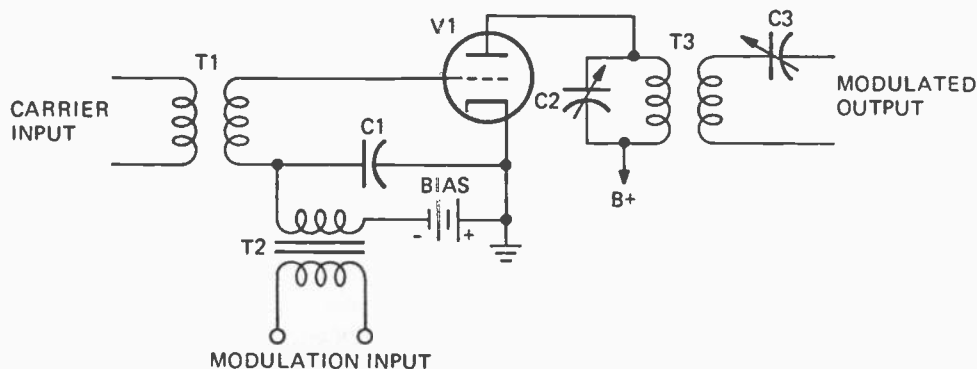 V1
C3
T1
T3
CARRIER
INPUT
C2
MODULATED
OUTPUT
C1
BIAS
B+
- +
T2
MODULATION INPUT